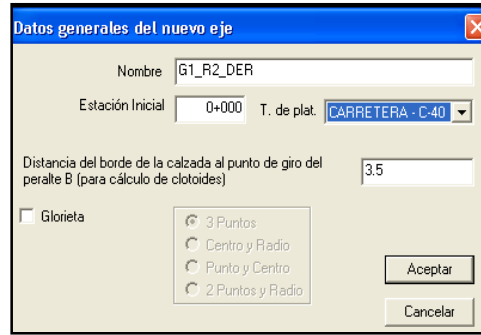 Datos generales del nuevo eje
Nombre G1_R2_DER
Estación Inicial 0+000 T. de plat. CARRETERA - C-40
Distancia del borde de la calzada al punto de giro del
peralte B (para cálculo de clotoides) 3.5
Glorieta
3 Puntos
Centro y Radio
Punto y Centro
2 Puntos y Radio
Aceptar
Cancelar